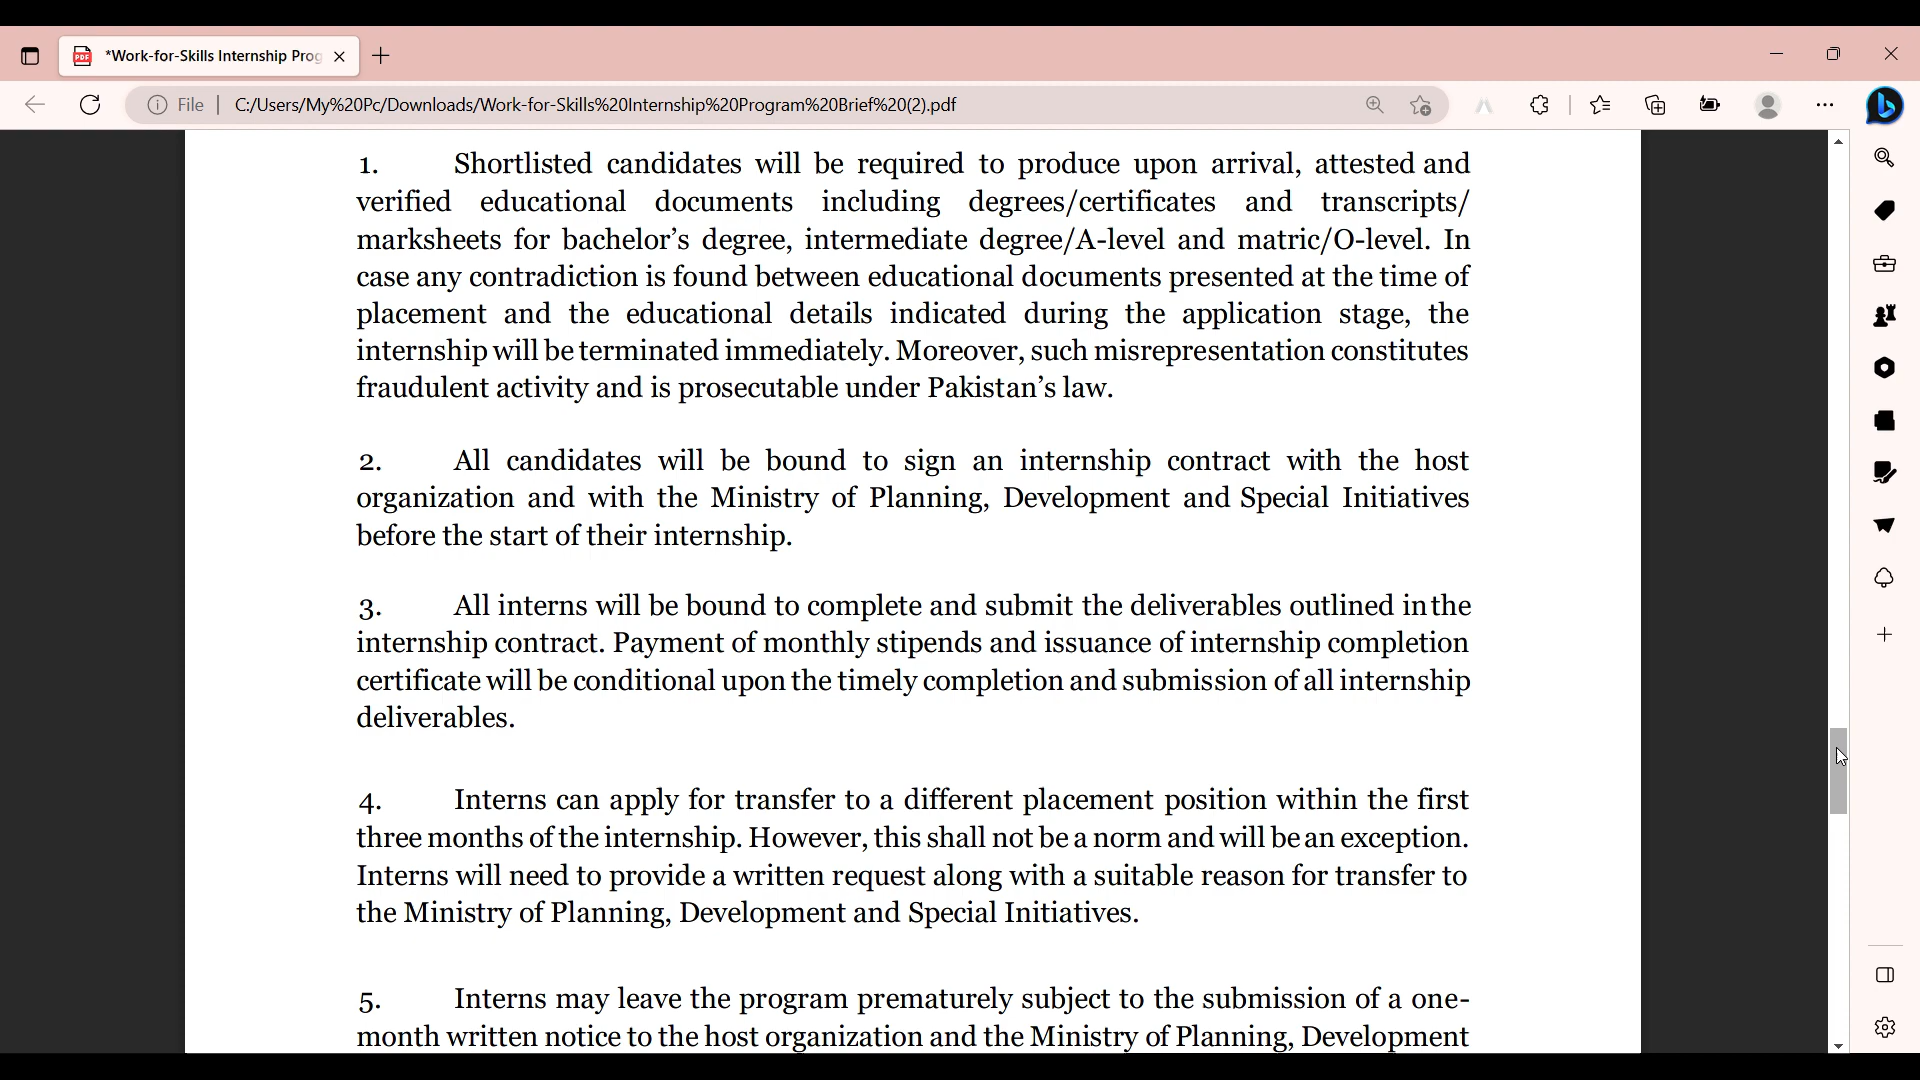 *Work-for-Skills Internship Prog
File
C:/Users/My%20Pc/Downloads/Work-for-Skills%20Internship%20Program%20Brief%20(2).pdf
1. Shortlisted candidates will be required to produce upon arrival, attested and
verified educational documents including degrees/certificates and transcripts/
marksheets for bachelor’s degree, intermediate degree/A-level and matric/O-level. In
case any contradiction is found between educational documents presented at the time of
placement and the educational details indicated during the application stage, the
internship will be terminated immediately. Moreover, such misrepresentation constitutes
fraudulent activity and is prosecutable under Pakistan’s law.
2. All candidates will be bound to sign an internship contract with the host
organization and with the Ministry of Planning, Development and Special Initiatives
before the start of their internship.
3. All interns will be bound to complete and submit the deliverables outlined in the
internship contract. Payment of monthly stipends and issuance of internship completion
certificate will be conditional upon the timely completion and submission of all internship
deliverables.
4. Interns can apply for transfer to a different placement position within the first
three months of the internship. However, this shall not be a norm and will be an exception.
Interns will need to provide a written request along with a suitable reason for transfer to
the Ministry of Planning, Development and Special Initiatives.
5. Interns may leave the program prematurely subject to the submission of a one-
month written notice to the host organization and the Ministry of Planning, Development